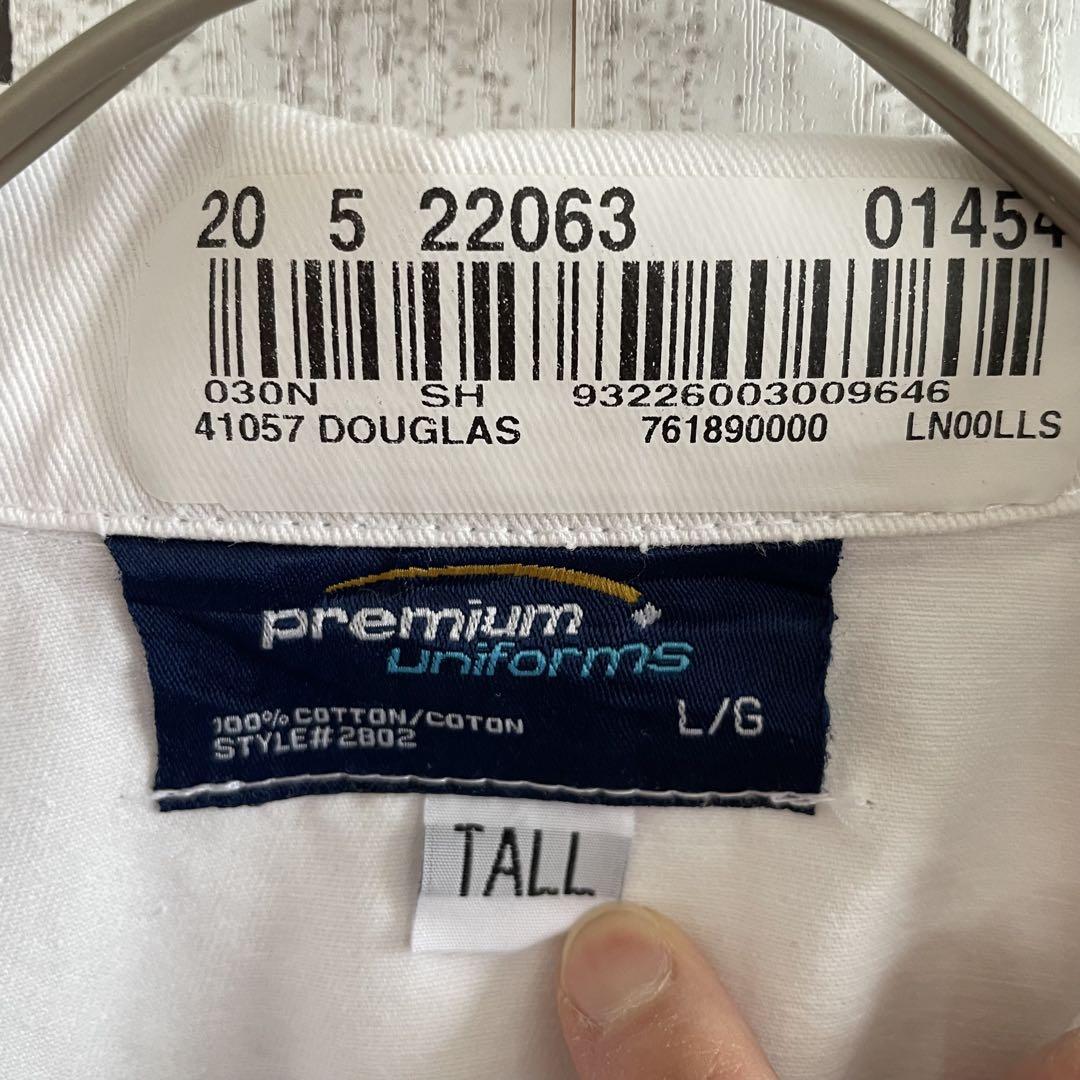 20 5 22063 01454
030N SH 93226003009646
41057 DOUGLAS 761890000 LN00LLS
premium
uniforms
100% COTTON/COTON
STYLE# 2802
L/G
TALL